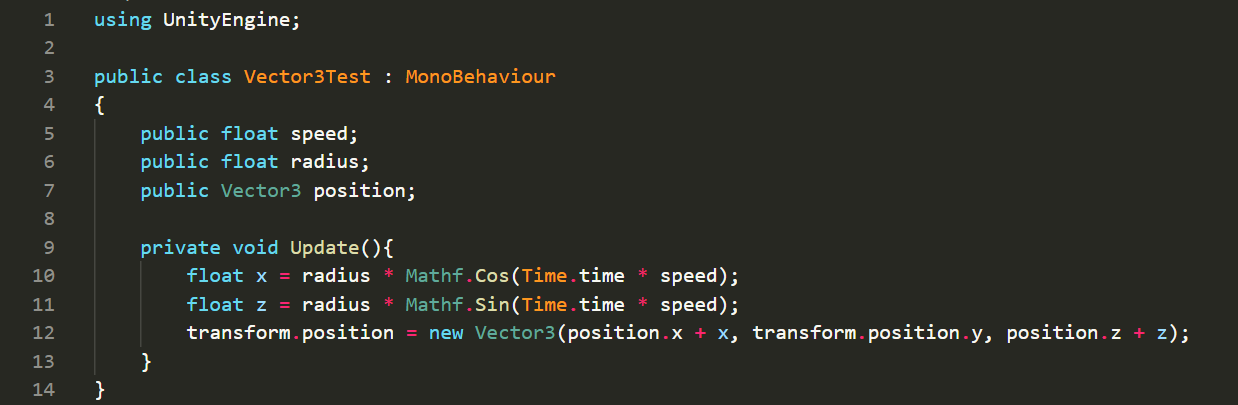 1 using UnityEngine;
2
3 public class Vector3Test : MonoBehaviour
4 {
5     public float speed;
6     public float radius;
7     public Vector3 position;
8
9     private void Update(){
10         float x = radius * Mathf.Cos(Time.time * speed);
11         float z = radius * Mathf.Sin(Time.time * speed);
12         transform.position = new Vector3(position.x + x, transform.position.y, position.z + z);
13     }
14 }